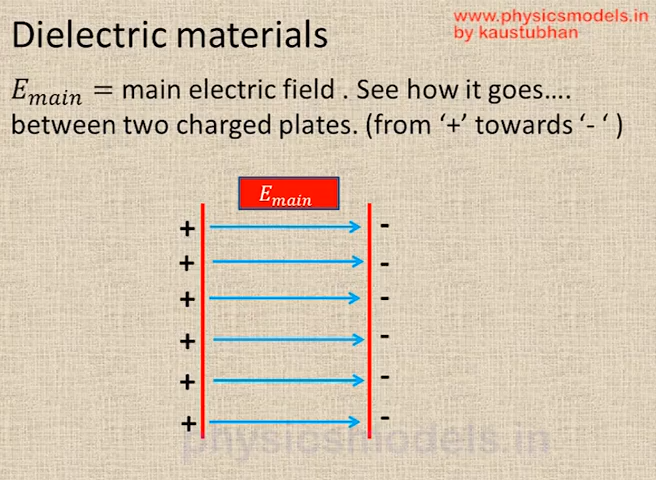 www.physicsmodels.in
by kaustubhan
Dielectric materials
E_main = main electric field . See how it goes....
between two charged plates. (from ‘+’ towards ‘- ‘ )
E_main
+ -
+ -
+ -
+ -
+ -
+ -
physicsmodels.in